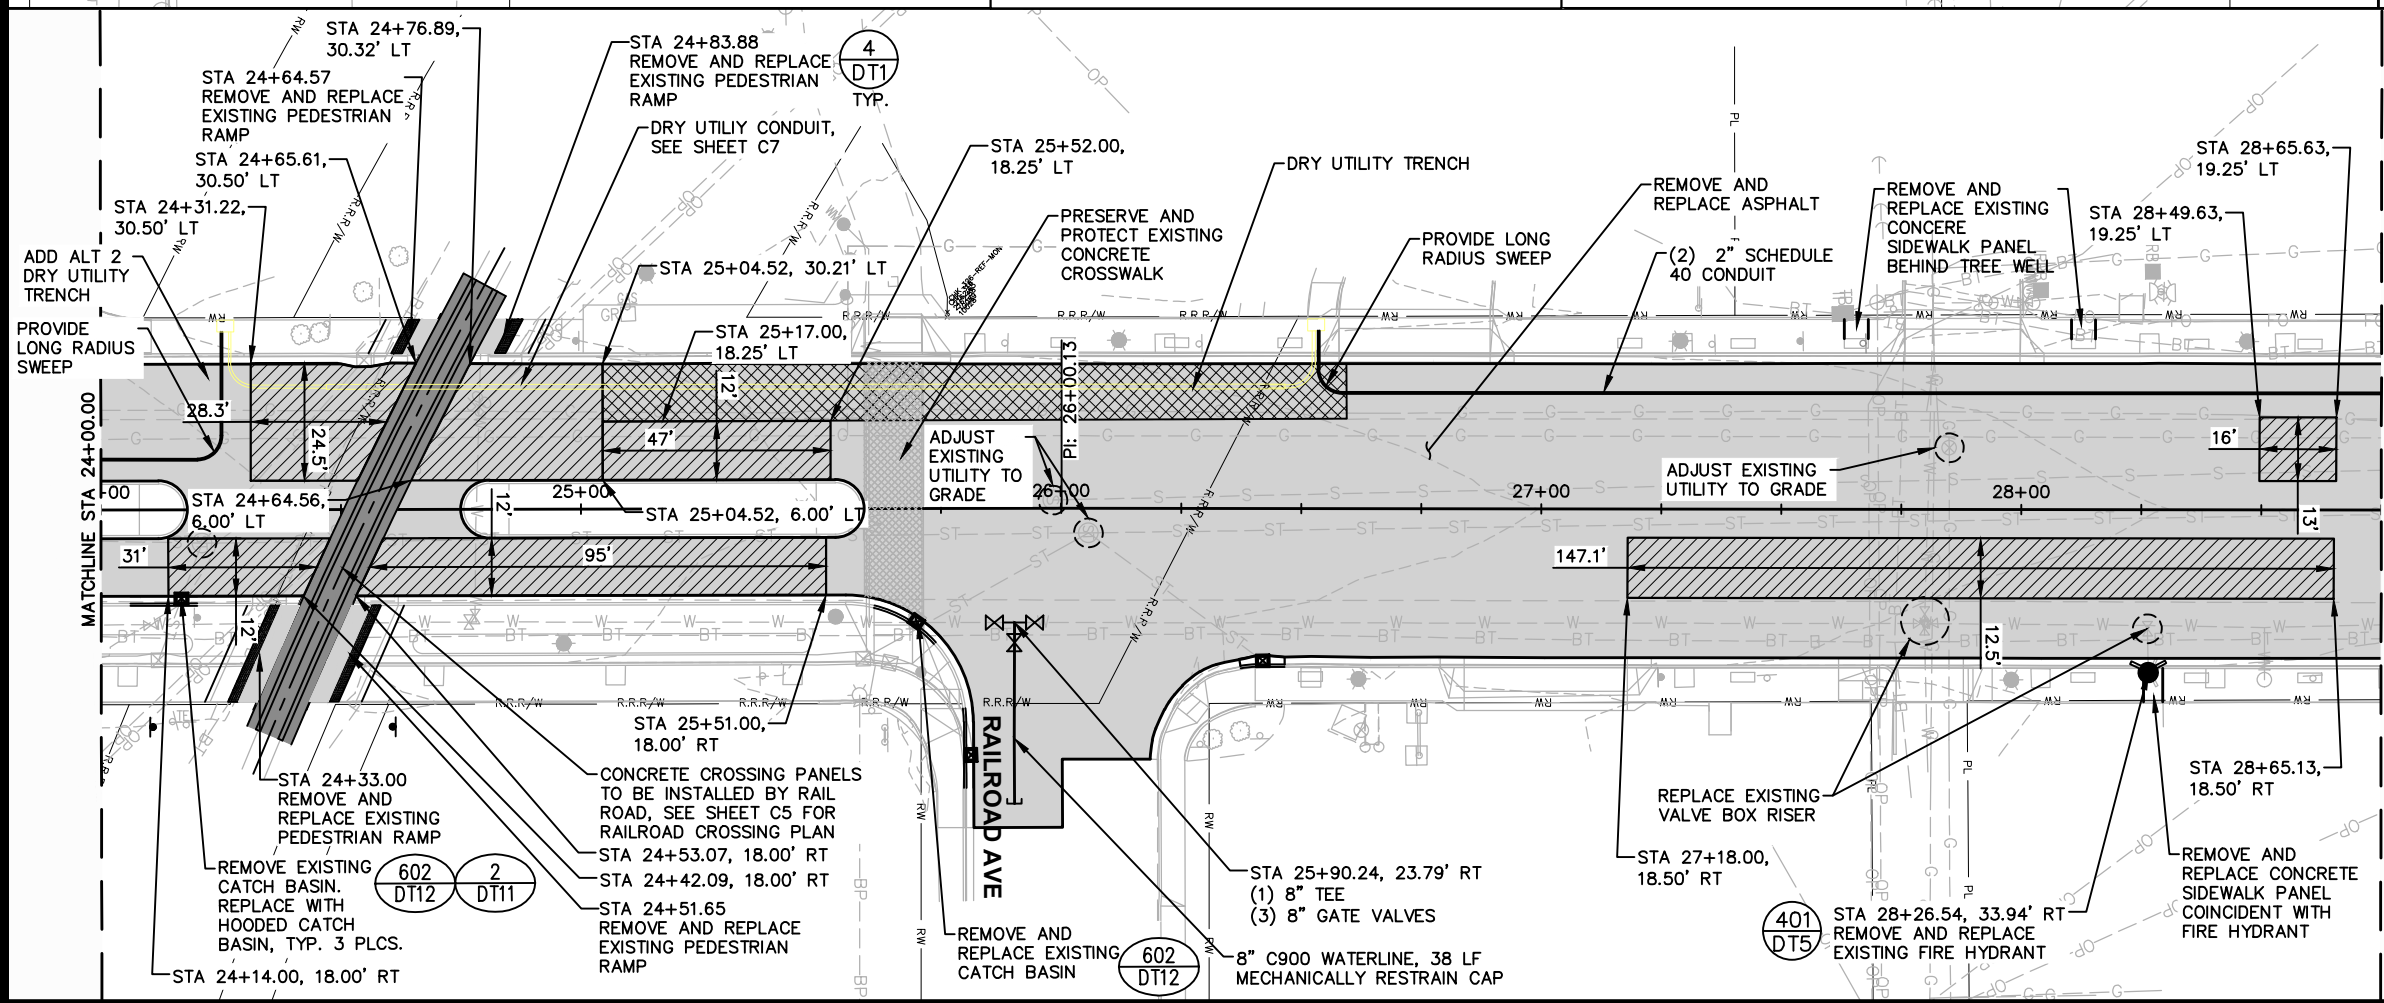 STA 24+76.89,
30.32' LT
STA 24+64.57
REMOVE AND REPLACE
EXISTING PEDESTRIAN
RAMP
STA 24+65.61,
30.50' LT
STA 24+31.22,
30.50' LT
ADD ALT 2
DRY UTILITY
TRENCH
PROVIDE
LONG RADIUS
SWEEP
STA 24+83.88
REMOVE AND REPLACE
EXISTING PEDESTRIAN
RAMP
4
DT1
TYP.
DRY UTILIY CONDUIT,
SEE SHEET C7
STA 25+52.00,
18.25' LT
DRY UTILITY TRENCH
PRESERVE AND
PROTECT EXISTING
CONCRETE
CROSSWALK
PROVIDE LONG
RADIUS SWEEP
REMOVE AND
REPLACE ASPHALT
(2) 2" SCHEDULE
40 CONDUIT
REMOVE AND
REPLACE EXISTING
CONCERE
SIDEWALK PANEL
BEHIND TREE WELL
STA 28+65.63,
19.25' LT
STA 28+49.63,
19.25' LT
STA 25+04.52, 30.21' LT
STA 25+17.00,
18.25' LT
12'
28.3'
24.5'
47'
PI: 26+00.13
ADJUST
EXISTING
UTILITY TO
GRADE
ADJUST EXISTING
UTILITY TO GRADE
16'
13'
MATCHLINE STA 24+00.00
+00
STA 24+64.56,
6.00' LT
25+00
12'
STA 25+04.52, 6.00' LT
26+00
27+00
28+00
31'
95'
147.1'
12'
12.5'
STA 25+51.00,
18.00' RT
RAILROAD AVE
STA 24+33.00
REMOVE AND
REPLACE EXISTING
PEDESTRIAN RAMP
CONCRETE CROSSING PANELS
TO BE INSTALLED BY RAIL
ROAD, SEE SHEET C5 FOR
RAILROAD CROSSING PLAN
STA 24+53.07, 18.00' RT
STA 24+42.09, 18.00' RT
STA 24+51.65
REMOVE AND REPLACE
EXISTING PEDESTRIAN
RAMP
REMOVE EXISTING
CATCH BASIN.
REPLACE WITH
HOODED CATCH
BASIN, TYP. 3 PLCS.
602
DT12
2
DT11
STA 24+14.00, 18.00' RT
REMOVE AND
REPLACE EXISTING
CATCH BASIN
602
DT12
STA 25+90.24, 23.79' RT
(1) 8" TEE
(3) 8" GATE VALVES
8" C900 WATERLINE, 38 LF
MECHANICALLY RESTRAIN CAP
REPLACE EXISTING
VALVE BOX RISER
STA 27+18.00,
18.50' RT
401
DT5
STA 28+26.54, 33.94' RT
REMOVE AND REPLACE
EXISTING FIRE HYDRANT
STA 28+65.13,
18.50' RT
REMOVE AND
REPLACE CONCRETE
SIDEWALK PANEL
COINCIDENT WITH
FIRE HYDRANT